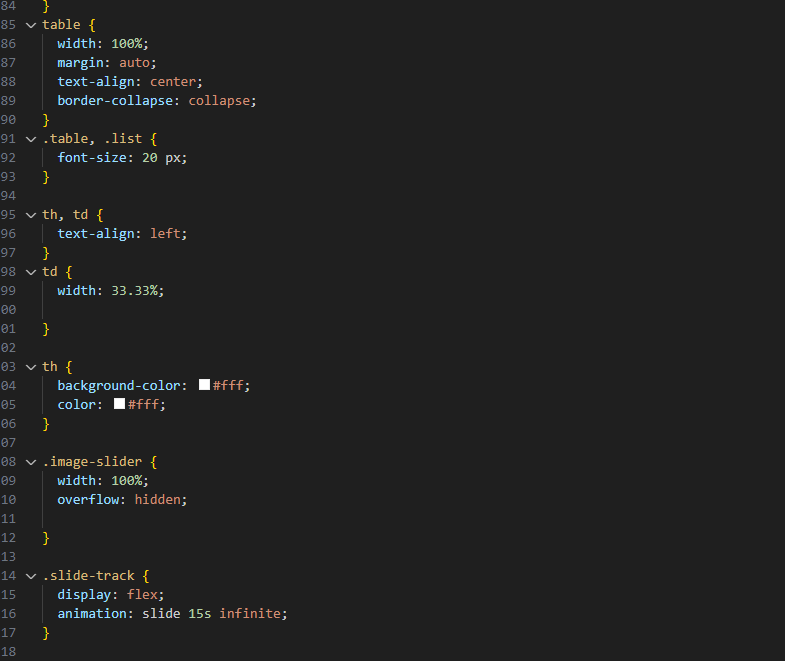 84 }
85 table {
86 width: 100%;
87 margin: auto;
88 text-align: center;
89 border-collapse: collapse;
90 }
91 .table, .list {
92 font-size: 20 px;
93 }
94
95 th, td {
96 text-align: left;
97 }
98 td {
99 width: 33.33%;
00
01 }
02
03 th {
04 background-color: #fff;
05 color: #fff;
06 }
07
08 .image-slider {
09 width: 100%;
10 overflow: hidden;
11
12 }
13
14 .slide-track {
15 display: flex;
16 animation: slide 15s infinite;
17 }
18